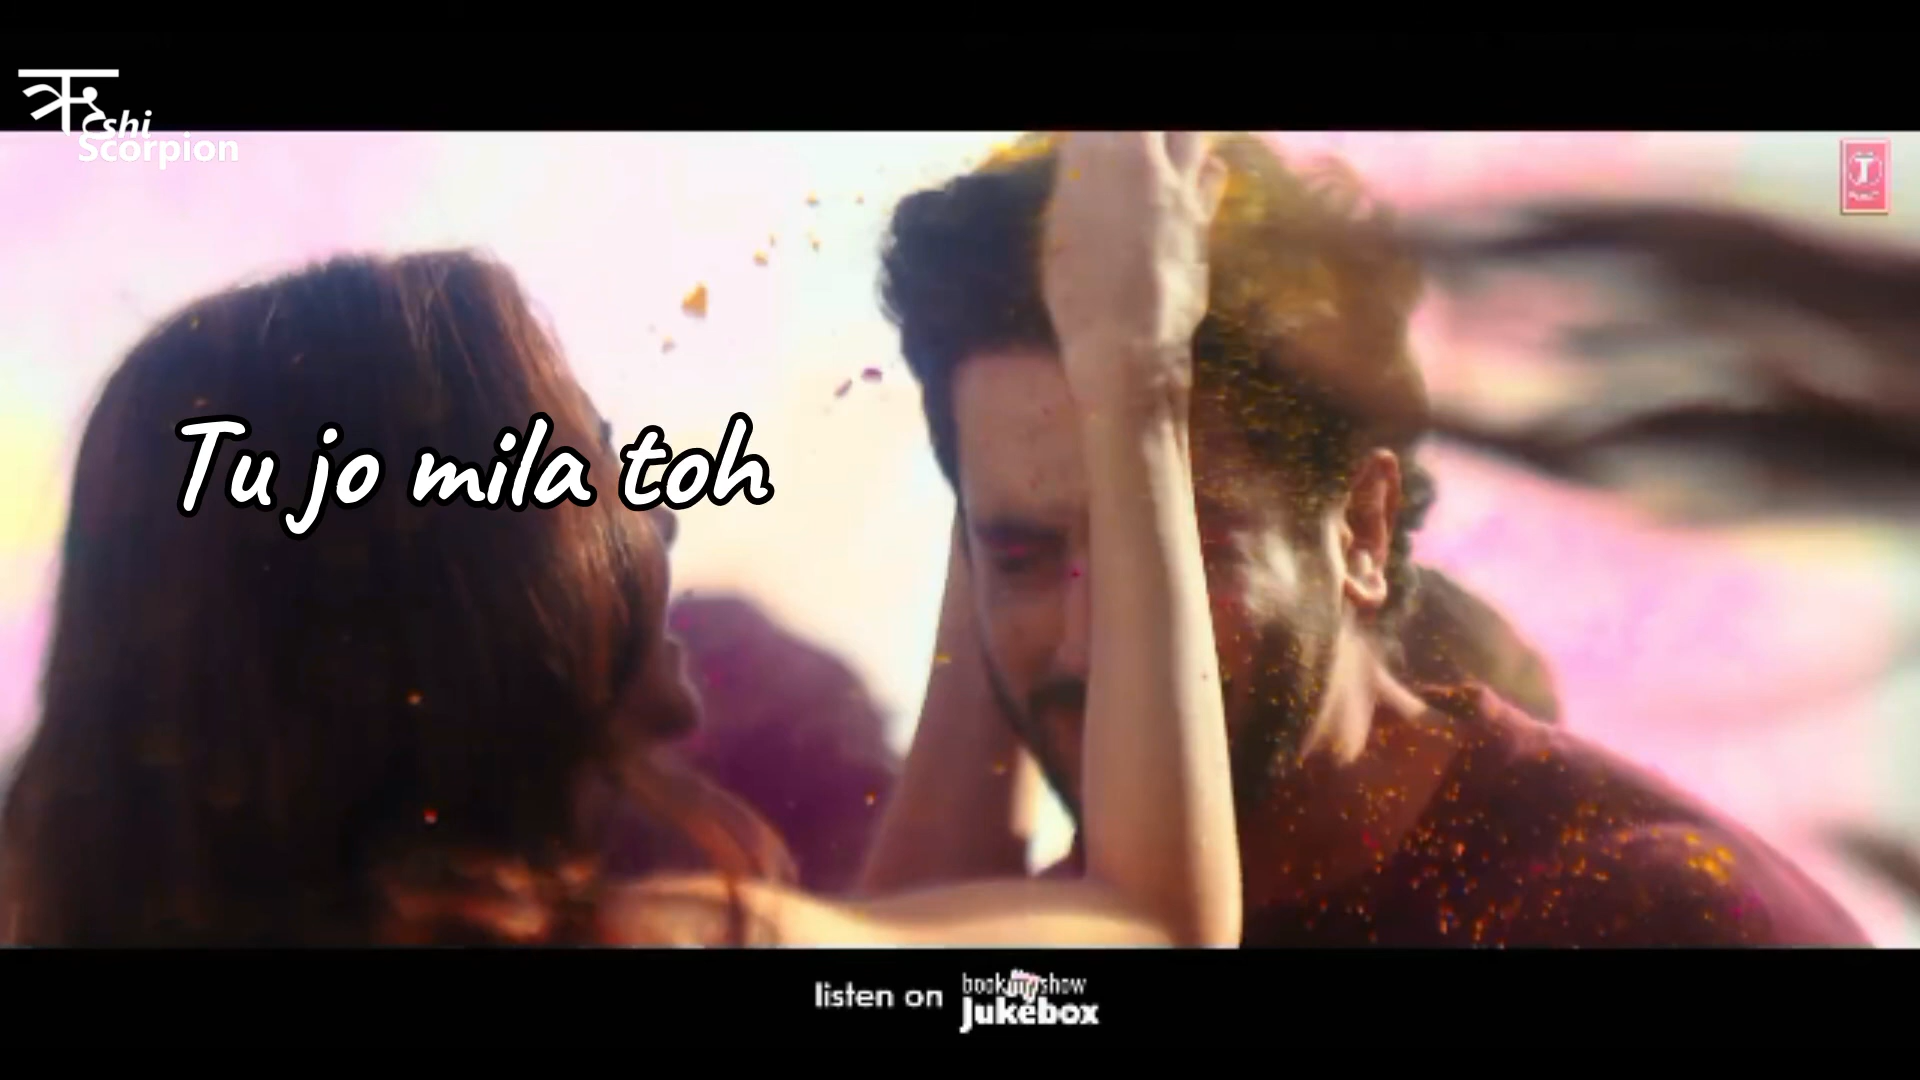 ऋshi
Scorpion
T
Tu jo mila toh
listen on bookmyshow
jukebox